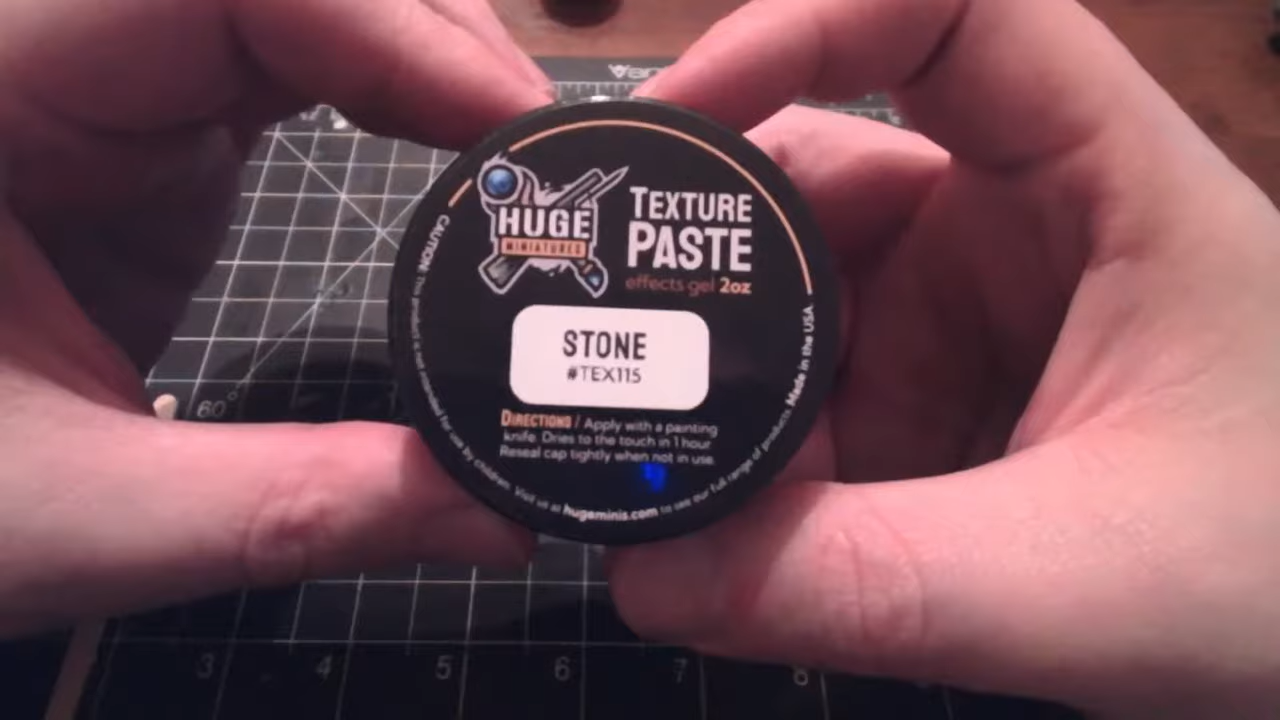 HUGE
MINIATURES
TEXTURE
PASTE
effects gel 2oz
STONE
#TEX115
DIRECTIONS / Apply with a painting
knife. Dries to the touch in 1 hour
Reseal cap tightly when not in use.
CAUTION: This product is not intended for use by children. Visit us at hugeminis.com to see our full range of products. Made in the USA.
60°
3 4 5 6 7 8